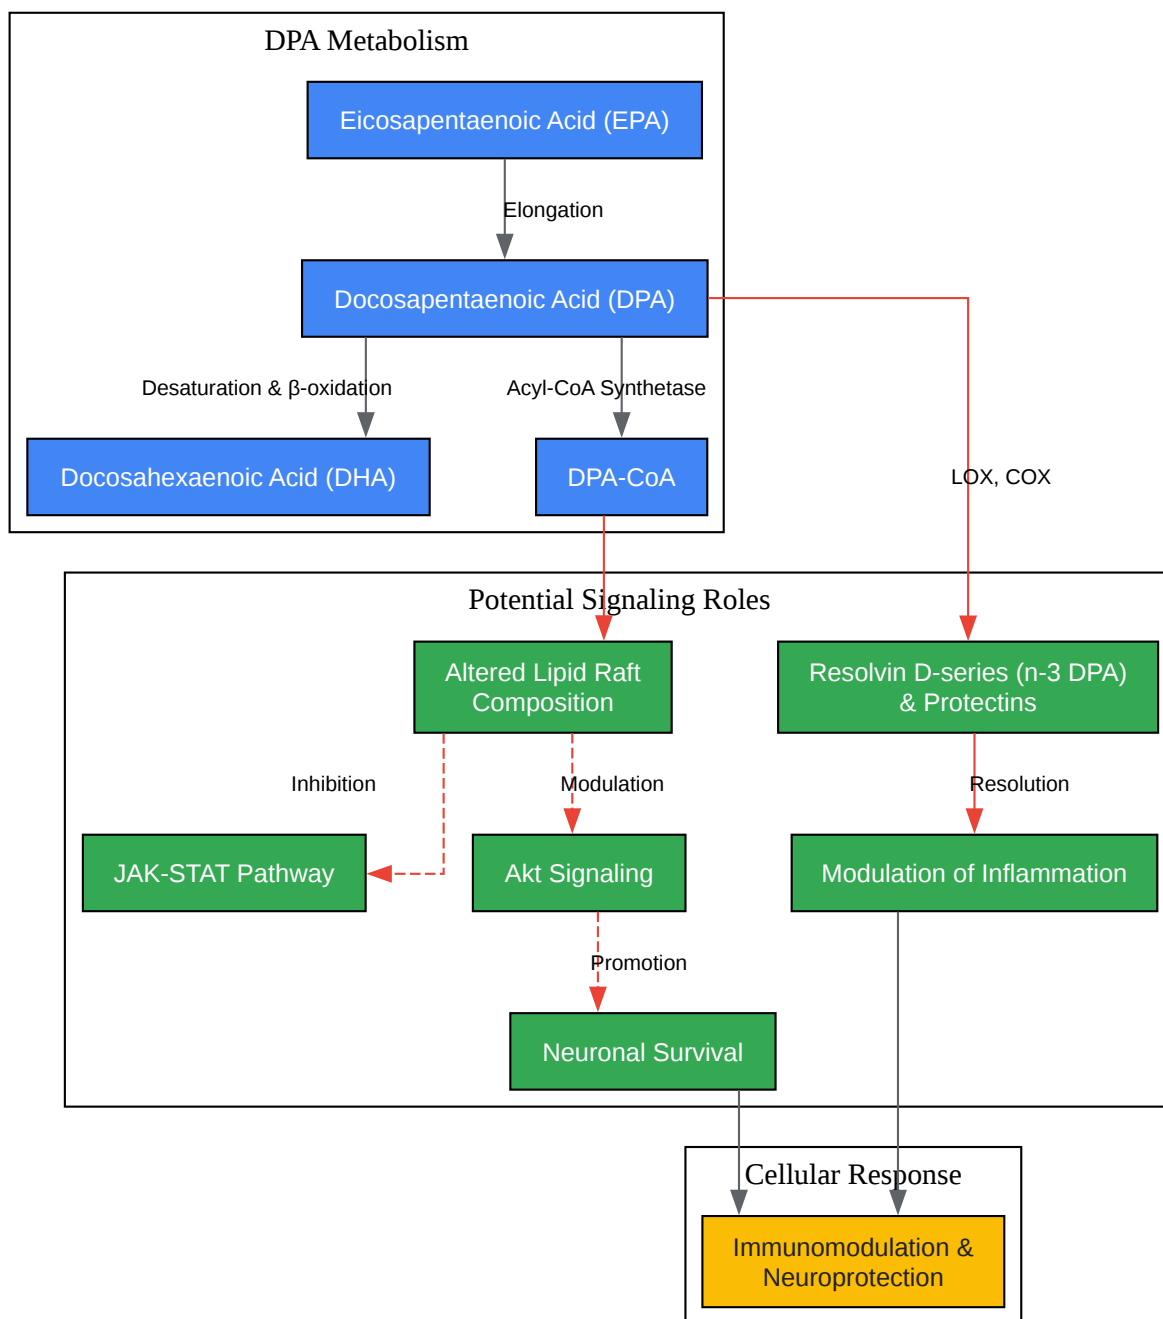 DPA Metabolism
Eicosapentaenoic Acid (EPA)
Elongation
Docosapentaenoic Acid (DPA)
Desaturation & β-oxidation
Acyl-CoA Synthetase
Docosahexaenoic Acid (DHA)
DPA-CoA
LOX, COX
Potential Signaling Roles
Altered Lipid Raft
Composition
Resolvin D-series (n-3 DPA)
& Protectins
Inhibition
Modulation
Resolution
JAK-STAT Pathway
Akt Signaling
Modulation of Inflammation
Promotion
Neuronal Survival
Cellular Response
Immunomodulation &
Neuroprotection